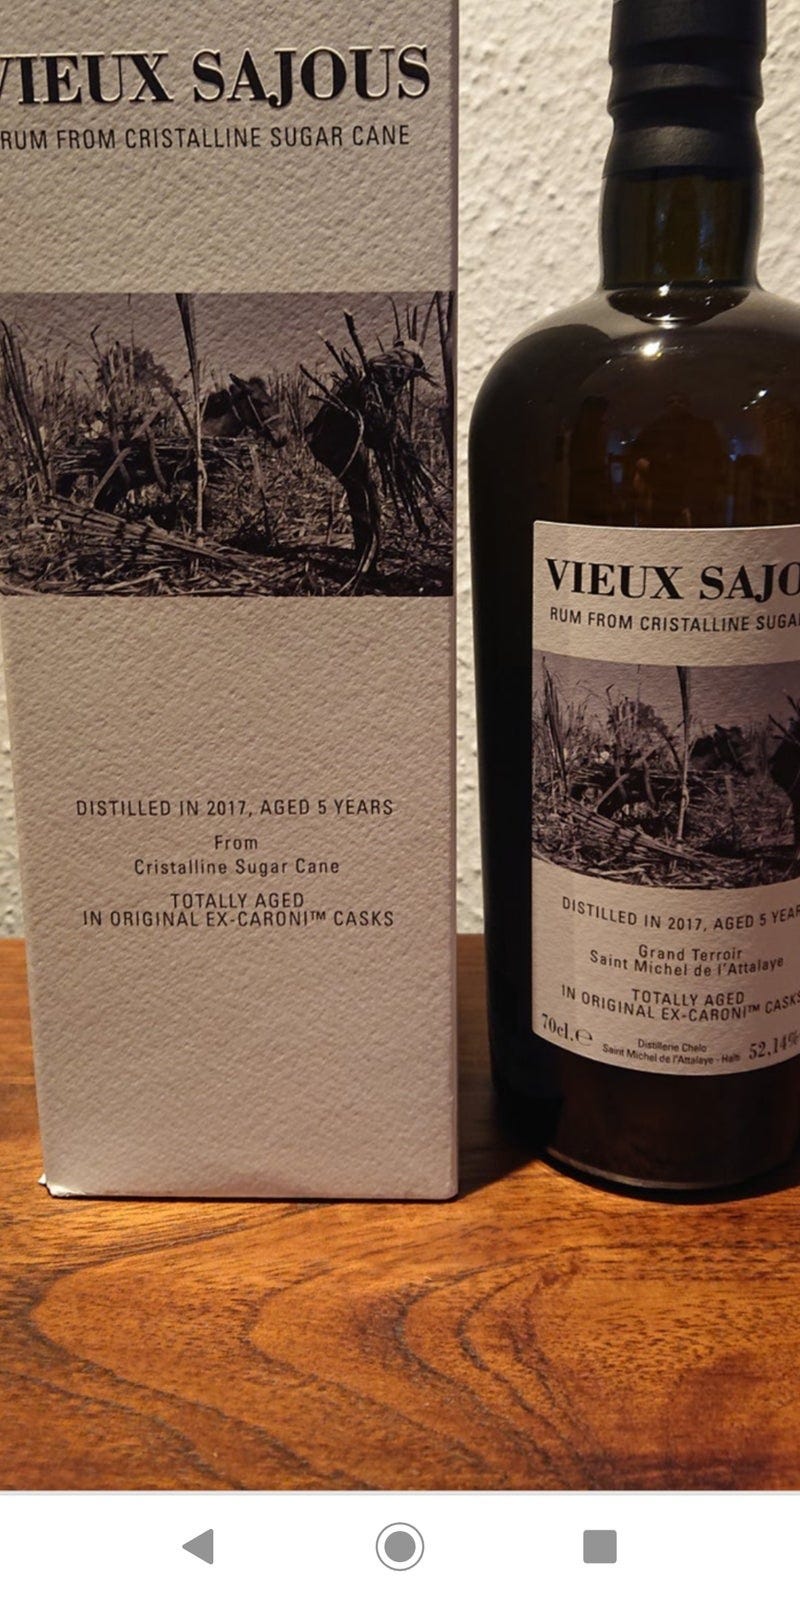 VIEUX SAJOUS
RUM FROM CRISTALLINE SUGAR CANE
DISTILLED IN 2017, AGED 5 YEARS
From
Cristalline Sugar Cane
TOTALLY AGED
IN ORIGINAL EX-CARONI™ CASKS
VIEUX SAJO
RUM FROM CRISTALLINE SUGA
DISTILLED IN 2017, AGED 5 YEAR
Grand Terroir
Saint Michel de l'Attalaye
TOTALLY AGED
IN ORIGINAL EX-CARONI™ CASKS
70cl.℮
Distillerie Chelo
Saint Michel de l'Attalaye - Haïti
52,14%